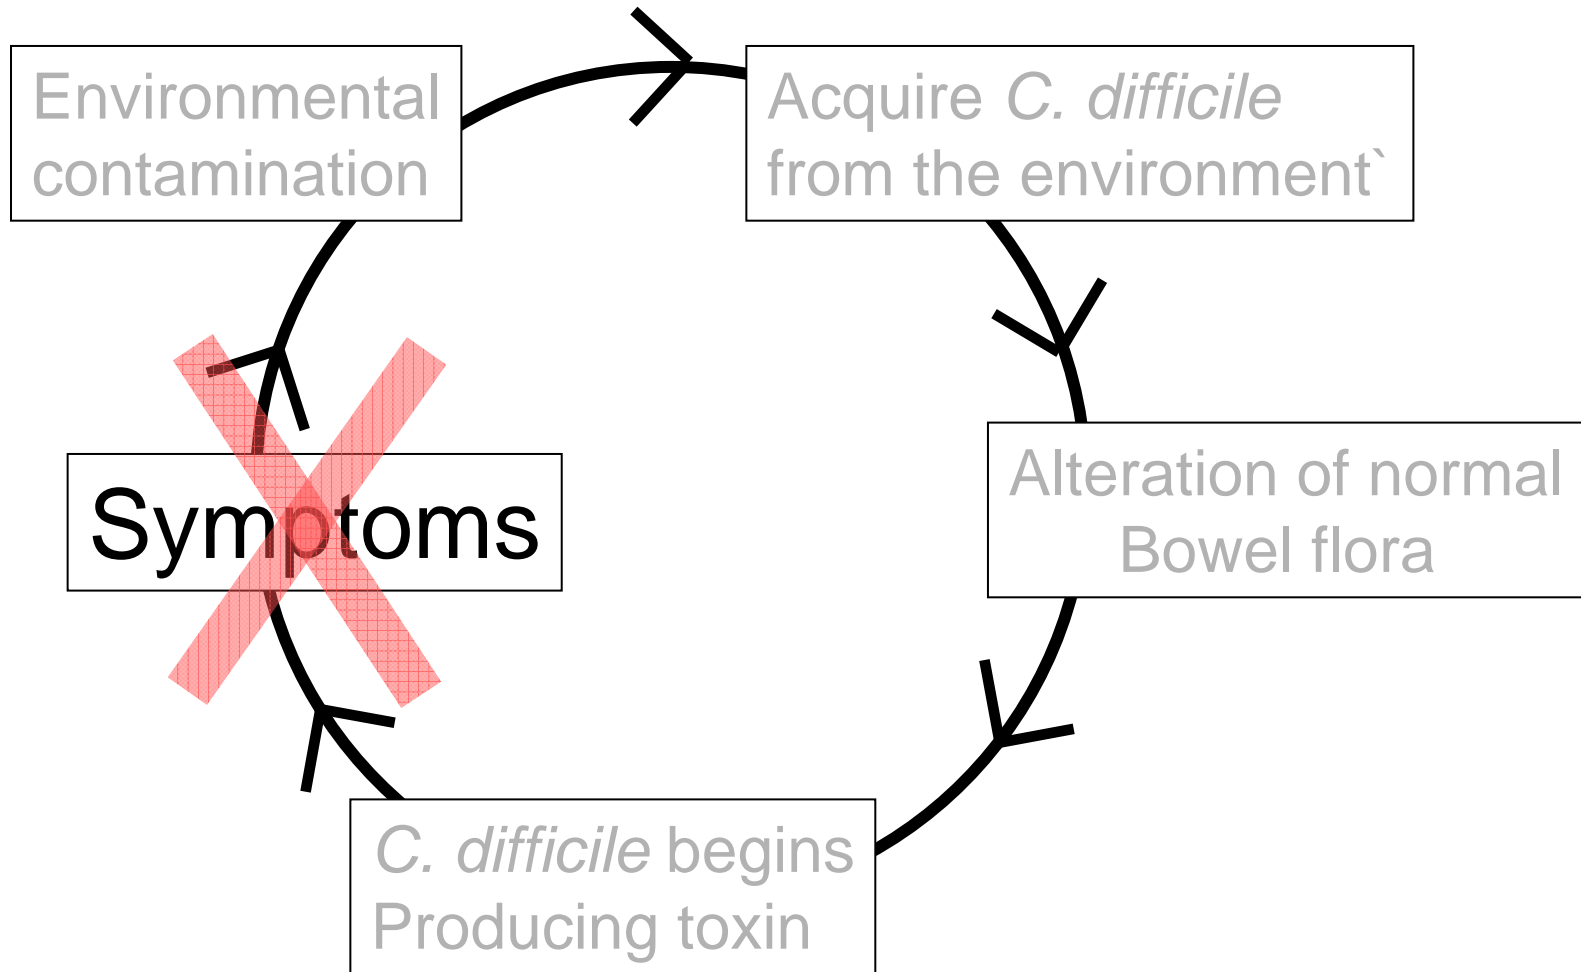 Environmental
contamination
Acquire C. difficile
from the environment`
Alteration of normal
Bowel flora
C. difficile begins
Producing toxin
Symptoms